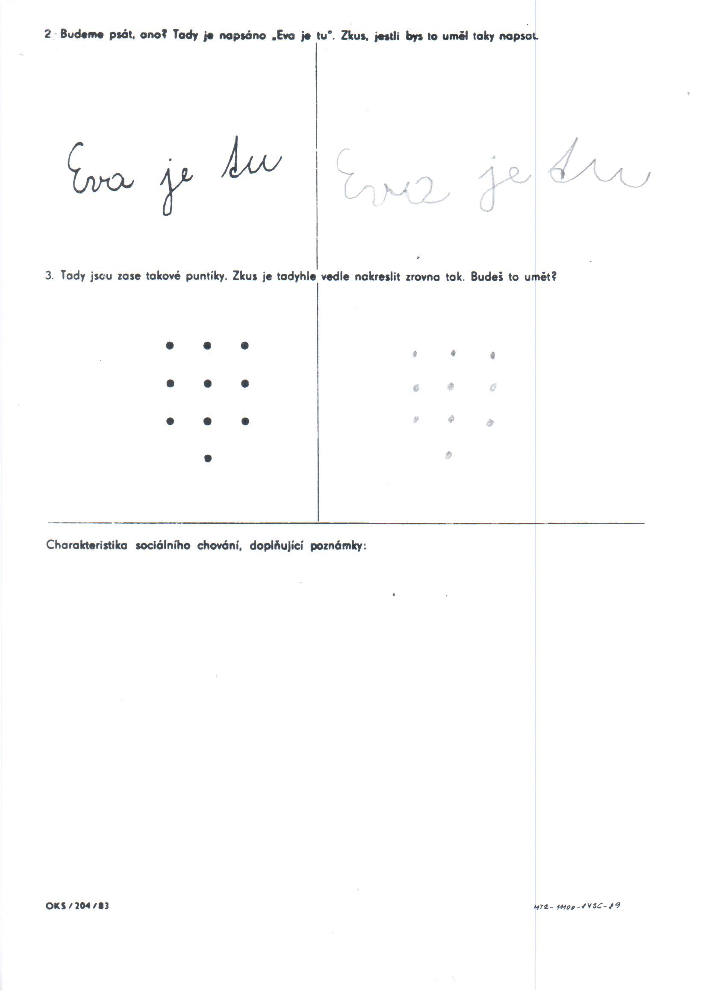 2. Budeme psát, ano? Tady je napsáno „Eva je tu“. Zkus, jestli bys to uměl taky napsat.
Eva je tu Eva je tu
3. Tady jsou zase takové puntíky. Zkus je tadyhle vedle nakreslit zrovna tak. Budeš to umět?
Charakteristika sociálního chování, doplňující poznámky:
OKS/204/83 MT2-11100-8436-89